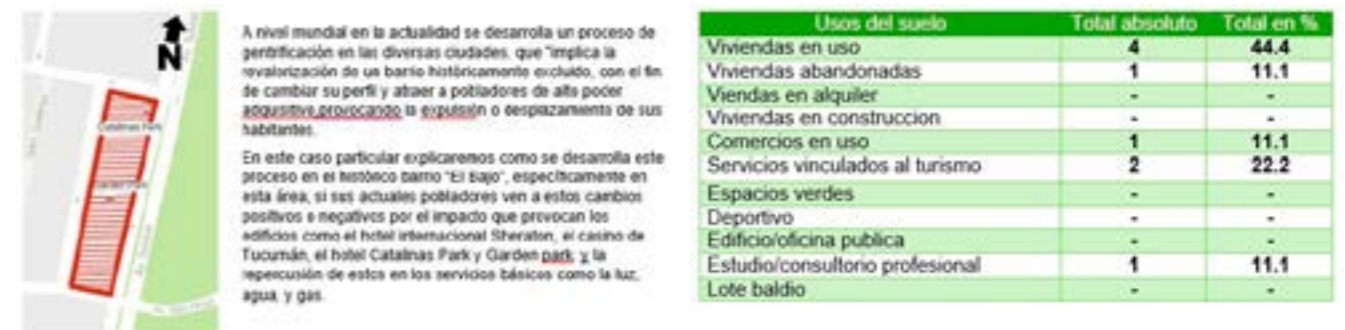 N
Catalinas Park
Garden Park
A nivel mundial en la actualidad se desarrolla un proceso de
gentrificación en las diversas ciudades, que "implica la
revalorización de un barrio históricamente excluido, con el fin
de cambiar su perfil y atraer a pobladores de alto poder
adquisitivo,provocando la expulsión o desplazamiento de sus
habitantes.
En este caso particular explicaremos como se desarrolla este
proceso en el histórico barrio "El Bajo", específicamente en
esta área, si sus actuales pobladores ven a estos cambios
positivos o negativos por el impacto que provocan los
edificios como el hotel internacional Sheraton, el casino de
Tucumán, el hotel Catalinas Park y Garden park y la
repercusión de estos en los servicios básicos como la luz,
agua, y gas.
Usos del suelo Total absoluto Total en %
Viviendas en uso 4 44.4
Viviendas abandonadas 1 11.1
Viendas en alquiler - -
Viviendas en construccion - -
Comercios en uso 1 11.1
Servicios vinculados al turismo 2 22.2
Espacios verdes - -
Deportivo - -
Edificio/oficina publica - -
Estudio/consultorio profesional 1 11.1
Lote baldio - -